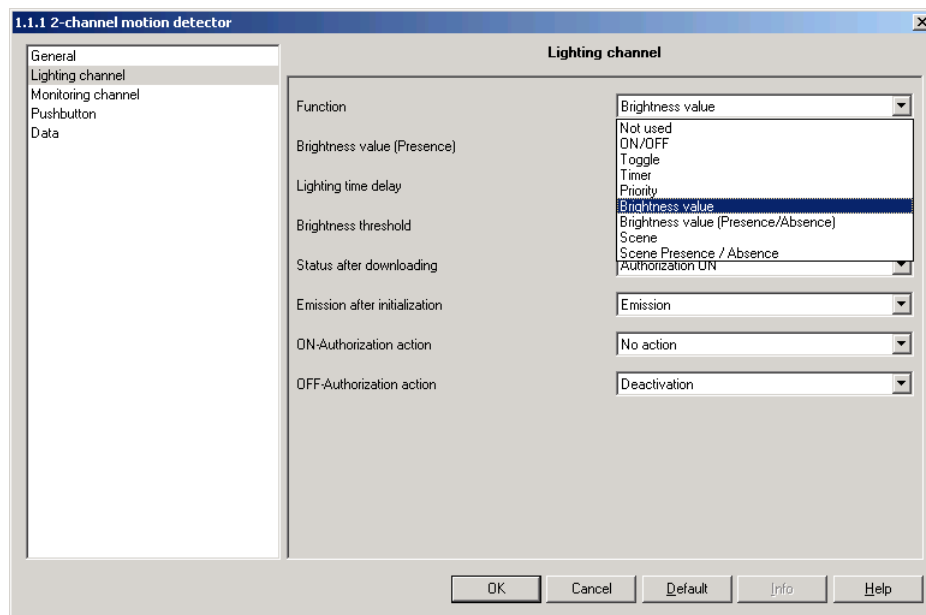 1.1.1 2-channel motion detector
General
Lighting channel
Monitoring channel
Pushbutton
Data
Lighting channel
Function
Brightness value
Not used
ON/OFF
Toggle
Timer
Priority
Brightness value
Brightness value (Presence/Absence)
Scene
Scene Presence / Absence
Brightness value (Presence)
Lighting time delay
Brightness threshold
Status after downloading
Authorization ON
Emission after initialization
Emission
ON-Authorization action
No action
OFF-Authorization action
Deactivation
OK
Cancel
Default
Info
Help